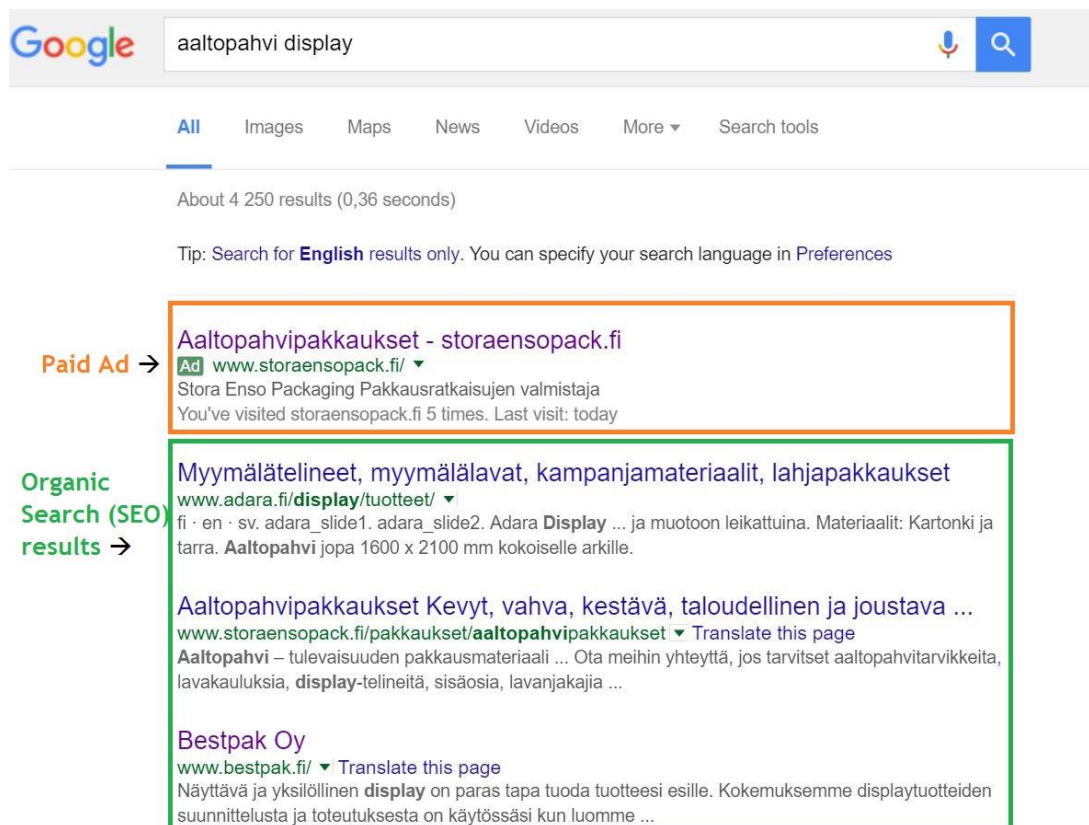 Google
aaltopahvi display
All Images Maps News Videos More Search tools
About 4 250 results (0,36 seconds)
Tip: Search for English results only. You can specify your search language in Preferences
Paid Ad →
Aaltopahvipakkaukset - storaensopack.fi
Ad www.storaensopack.fi/
Stora Enso Packaging Pakkausratkaisujen valmistaja
You've visited storaensopack.fi 5 times. Last visit: today
Organic
Search (SEO)
results →
Myymälätelineet, myymälälavat, kampanjamateriaalit, lahjapakkaukset
www.adara.fi/display/tuotteet/
fi · en · sv. adara_slide1. adara_slide2. Adara Display ... ja muotoon leikattuina. Materiaalit: Kartonki ja
tarra. Aaltopahvi jopa 1600 x 2100 mm kokoiselle arkille.
Aaltopahvipakkaukset Kevyt, vahva, kestävä, taloudellinen ja joustava ...
www.storaensopack.fi/pakkaukset/aaltopahvipakkaukset Translate this page
Aaltopahvi – tulevaisuuden pakkausmateriaali ... Ota meihin yhteyttä, jos tarvitset aaltopahvitarvikkeita,
lavakauluksia, display-telineitä, sisäosia, lavanjakajia ...
Bestpak Oy
www.bestpak.fi/ Translate this page
Näyttävä ja yksilöllinen display on paras tapa tuoda tuotteesi esille. Kokemuksemme displaytuotteiden
suunnittelusta ja toteutuksesta on käytössäsi kun luomme ...